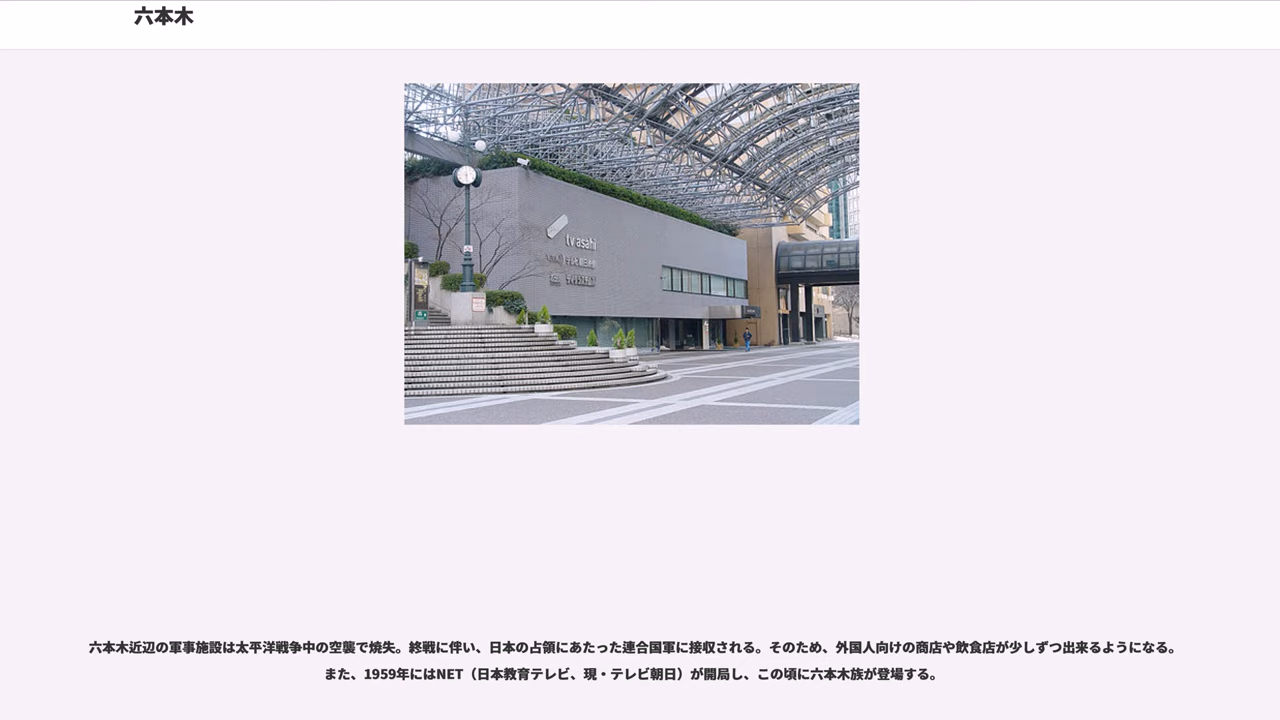 六本木
tv asahi
六本木近辺の軍事施設は太平洋戦争中の空襲で焼失。終戦に伴い、日本の占領にあたった連合国軍に接収される。そのため、外国人向けの商店や飲食店が少しずつ出来るようになる。
また、1959年にはNET（日本教育テレビ、現・テレビ朝日）が開局し、この頃に六本木族が登場する。